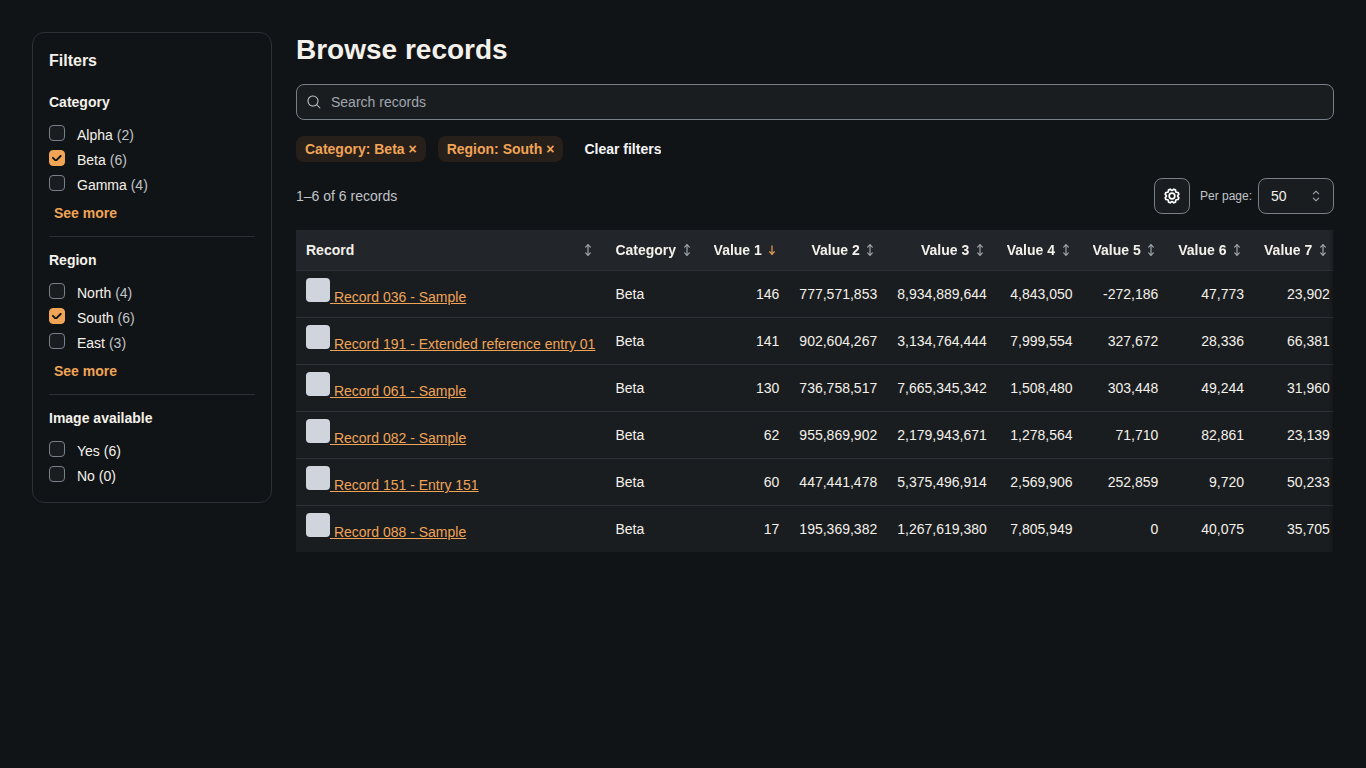 Filters
Category
Alpha (2)
Beta (6)
Gamma (4)
See more
Region
North (4)
South (6)
East (3)
See more
Image available
Yes (6)
No (0)
Browse records
Search records
Category: Beta × Region: South × Clear filters
1–6 of 6 records Per page: 50
Record Category Value 1 Value 2 Value 3 Value 4 Value 5 Value 6 Value 7
Record 036 - Sample Beta 146 777,571,853 8,934,889,644 4,843,050 -272,186 47,773 23,902
Record 191 - Extended reference entry 01 Beta 141 902,604,267 3,134,764,444 7,999,554 327,672 28,336 66,381
Record 061 - Sample Beta 130 736,758,517 7,665,345,342 1,508,480 303,448 49,244 31,960
Record 082 - Sample Beta 62 955,869,902 2,179,943,671 1,278,564 71,710 82,861 23,139
Record 151 - Entry 151 Beta 60 447,441,478 5,375,496,914 2,569,906 252,859 9,720 50,233
Record 088 - Sample Beta 17 195,369,382 1,267,619,380 7,805,949 0 40,075 35,705